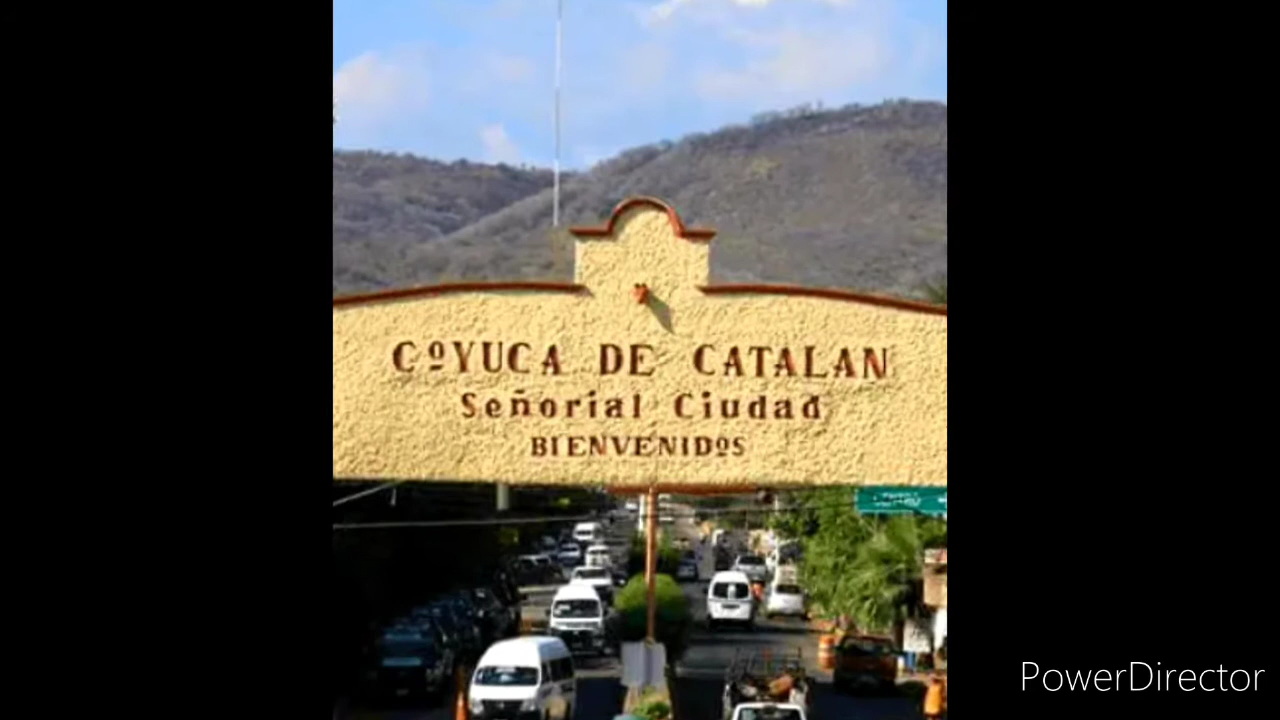 CºYUCA DE CATALAN
Señorial Ciudad
BIENVENIDºS
PowerDirector